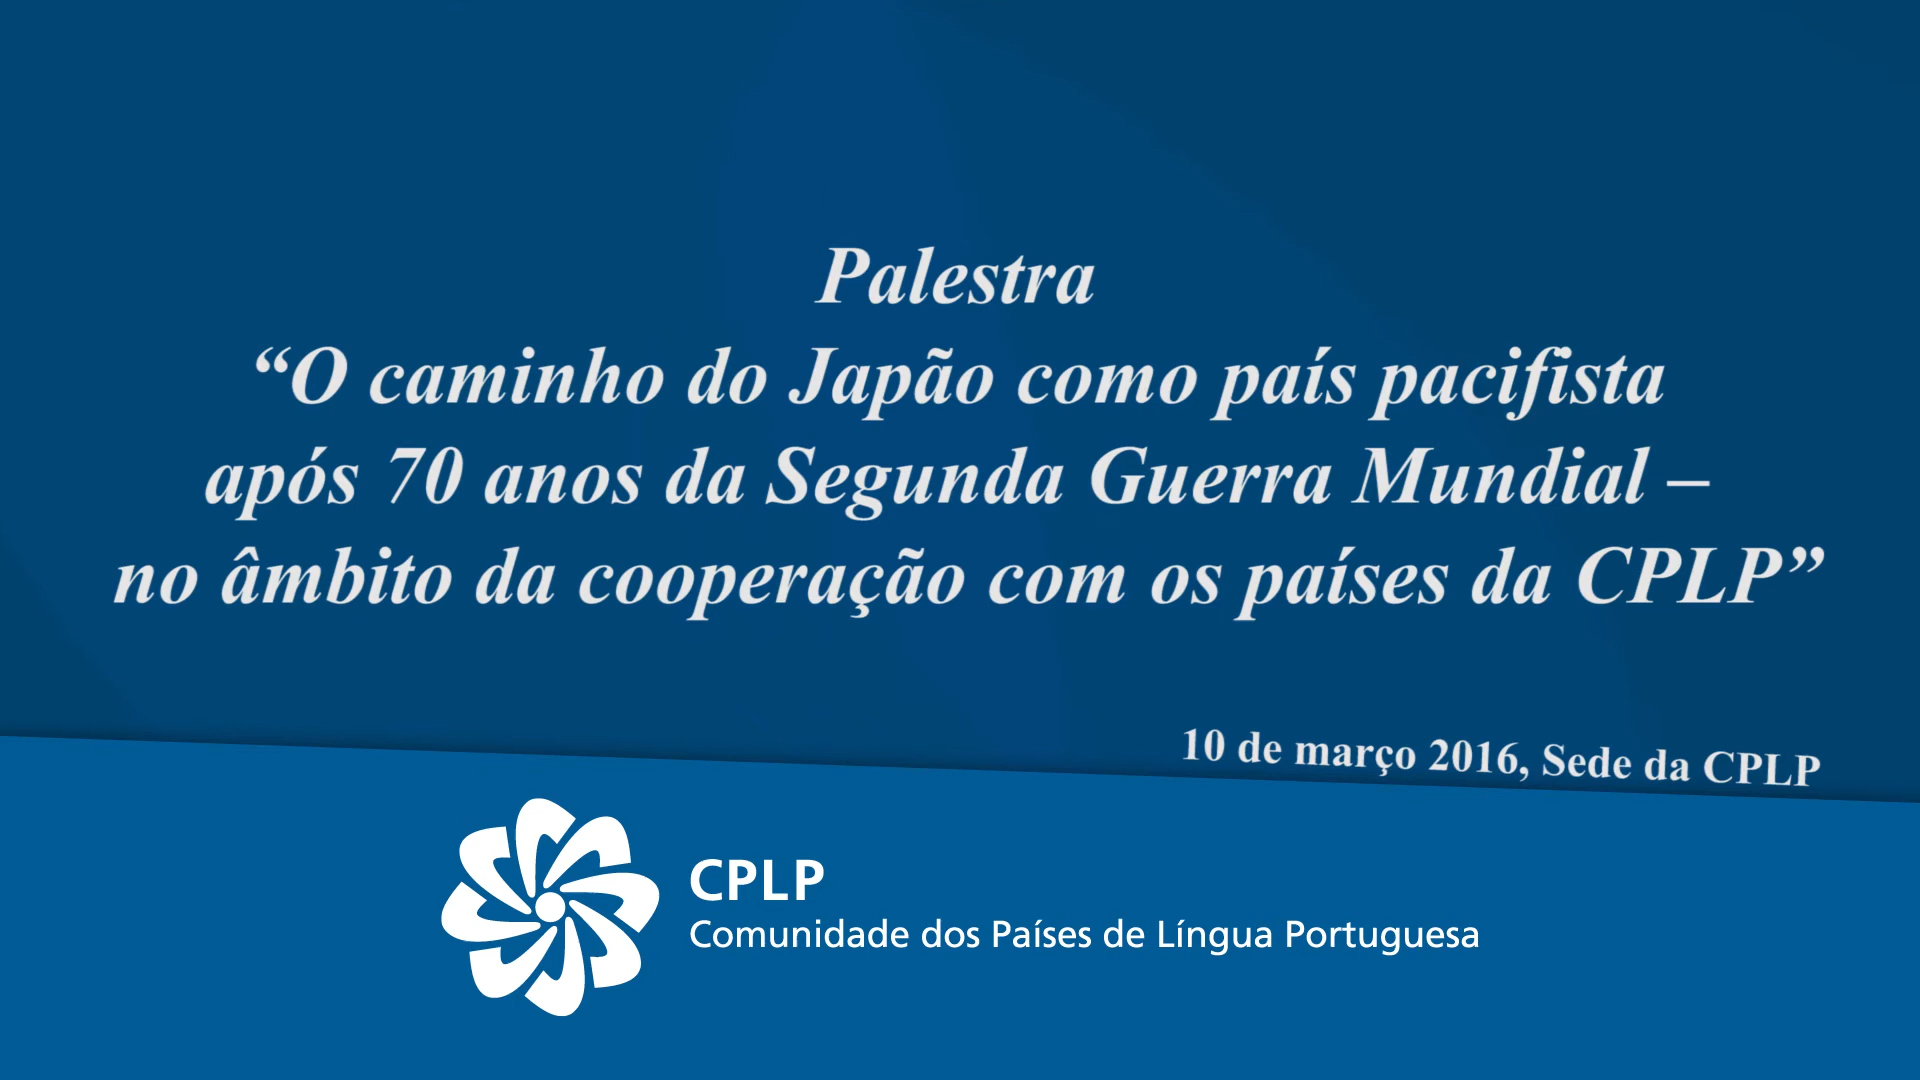 Palestra
“O caminho do Japão como país pacifista
após 70 anos da Segunda Guerra Mundial –
no âmbito da cooperação com os países da CPLP”
10 de março 2016, Sede da CPLP
CPLP
Comunidade dos Países de Língua Portuguesa